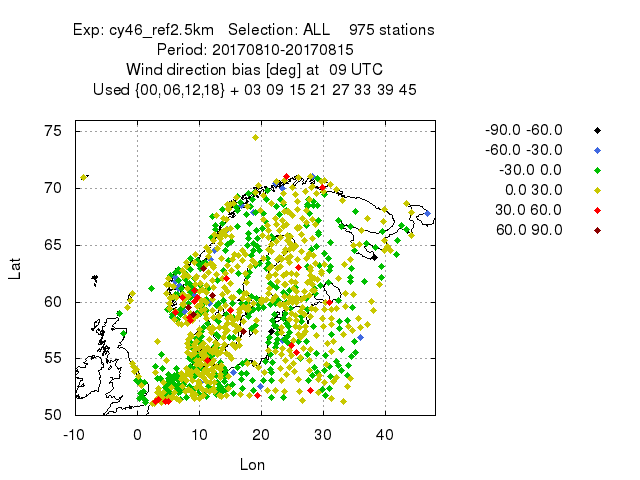 Exp: cy46_ref2.5km Selection: ALL 975 stations
Period: 20170810-20170815
Wind direction bias [deg] at 09 UTC
Used {00,06,12,18} + 03 09 15 21 27 33 39 45
75
70
65
60
55
50
Lat
-10 0 10 20 30 40
Lon
-90.0 -60.0
-60.0 -30.0
-30.0 0.0
0.0 30.0
30.0 60.0
60.0 90.0